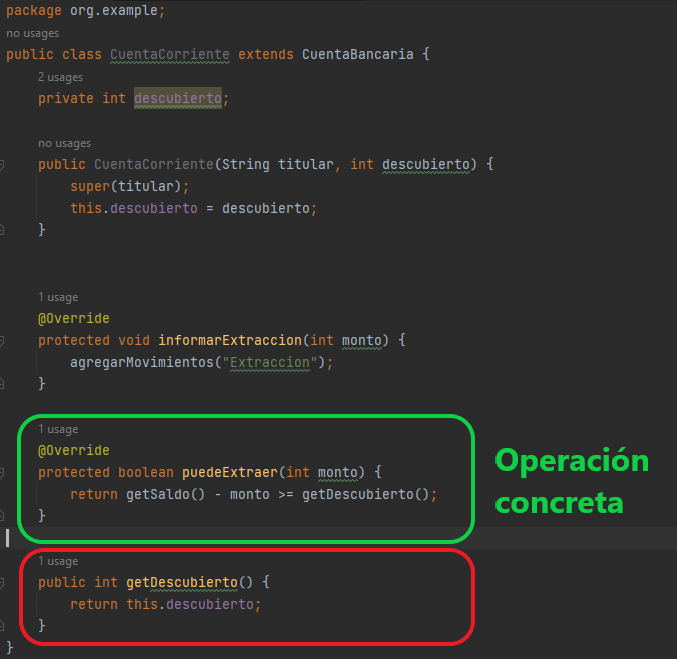 package org.example;
no usages
public class CuentaCorriente extends CuentaBancaria {
2 usages
private int descubierto;
no usages
public CuentaCorriente(String titular, int descubierto) {
super(titular);
this.descubierto = descubierto;
}
1 usage
@Override
protected void informarExtraccion(int monto) {
agregarMovimientos("Extraccion");
}
1 usage
@Override
protected boolean puedeExtraer(int monto) {
return getSaldo() - monto >= getDescubierto();
}
Operación
concreta
1 usage
public int getDescubierto() {
return this.descubierto;
}
}